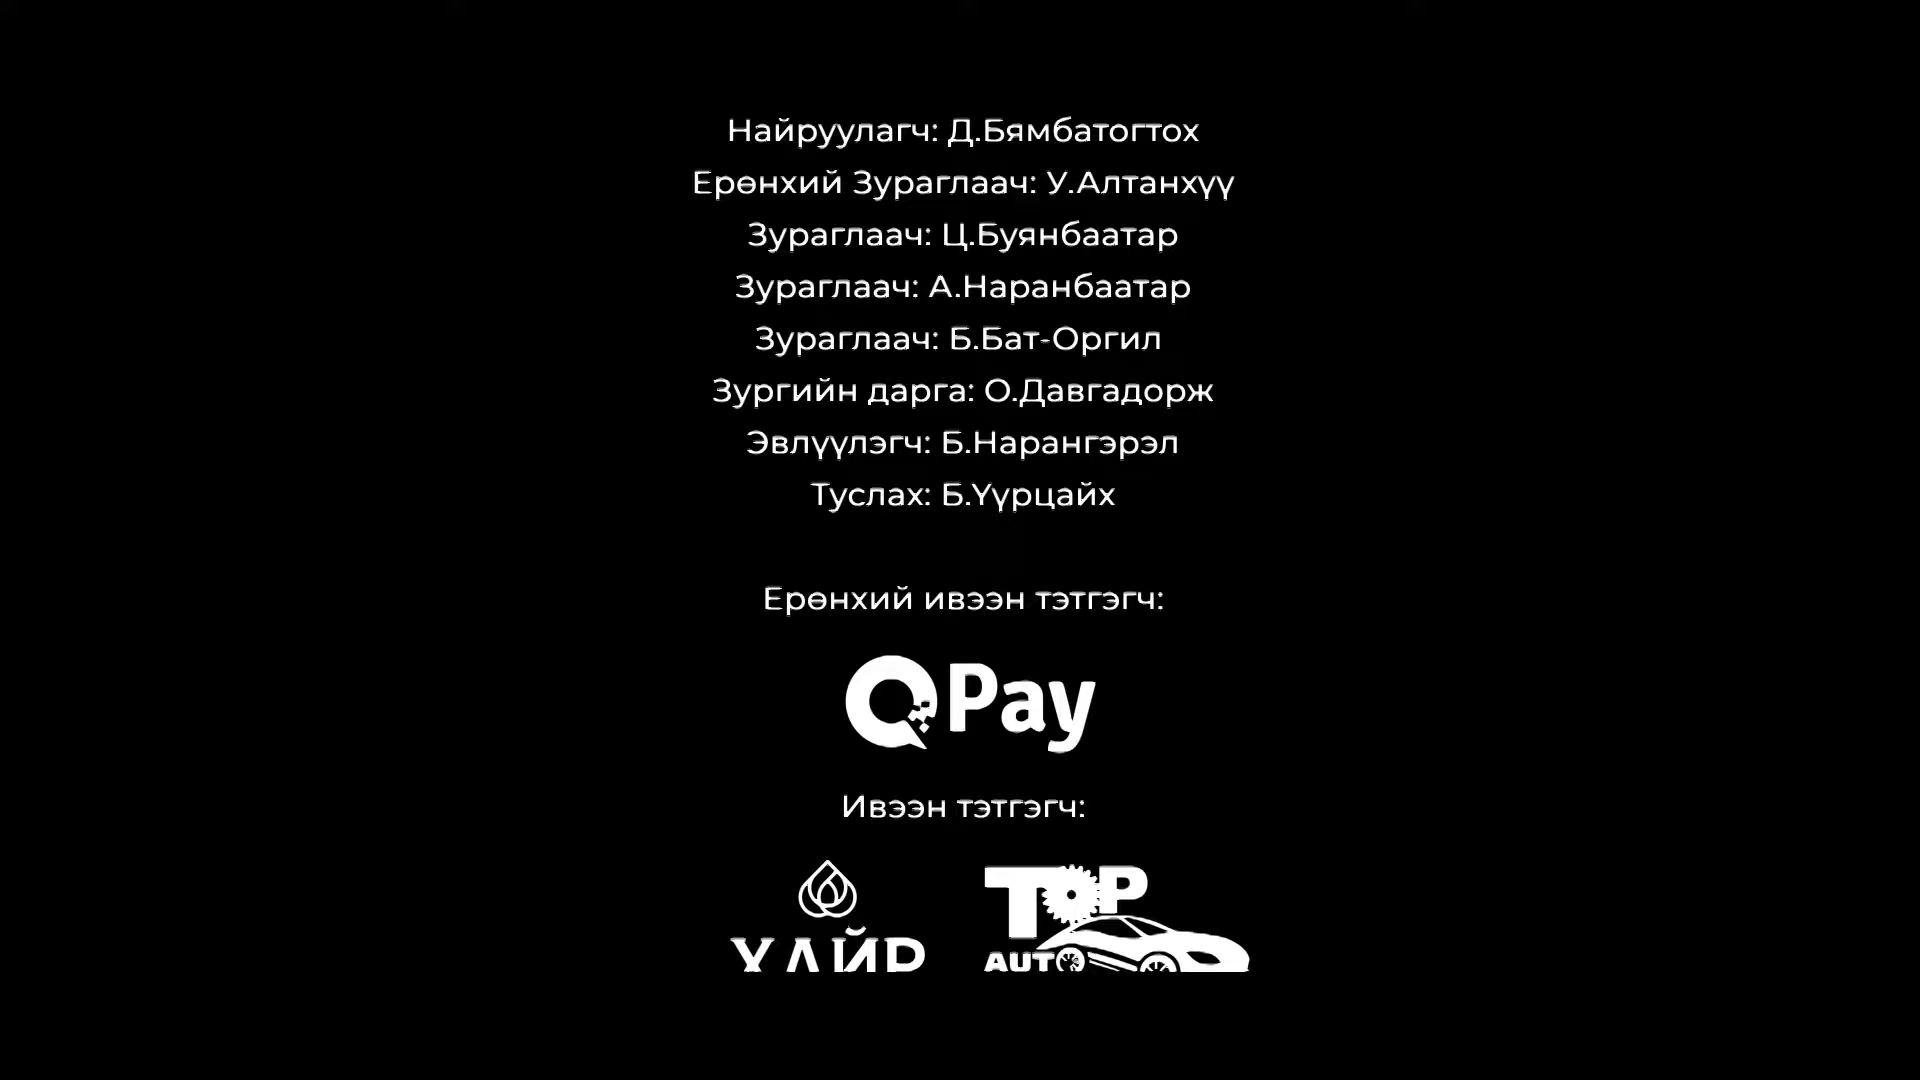 Найруулагч: Д.Бямбатогтох
Ерөнхий Зураглаач: У.Алтанхүү
Зураглаач: Ц.Буянбаатар
Зураглаач: А.Наранбаатар
Зураглаач: Б.Бат-Оргил
Зургийн дарга: О.Давгадорж
Эвлүүлэгч: Б.Нарангэрэл
Туслах: Б.Үүрцайх
Ерөнхий ивээн тэтгэгч:
QPay
Ивээн тэтгэгч:
ХАЙР
TOP
AUTO